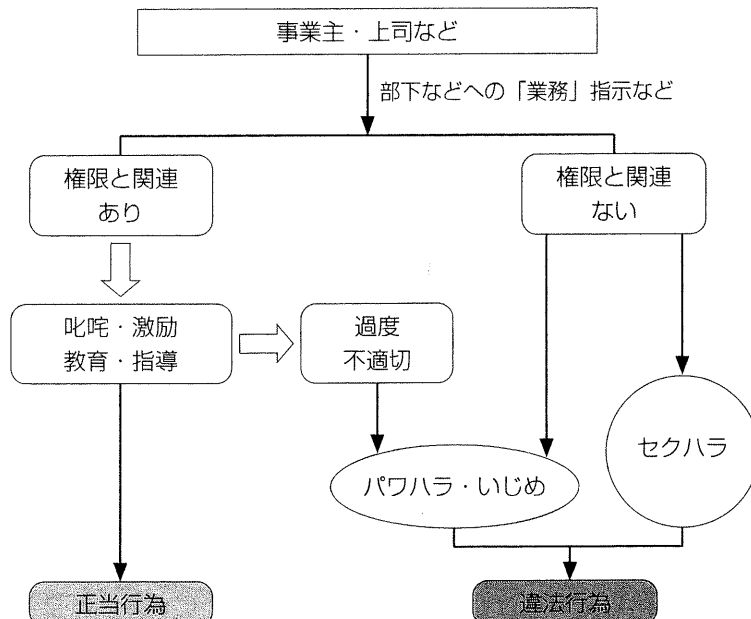 事業主・上司など
部下などへの「業務」指示など
権限と関連
あり
権限と関連
ない
叱咤・激励
教育・指導
過度
不適切
セクハラ
パワハラ・いじめ
正当行為
違法行為